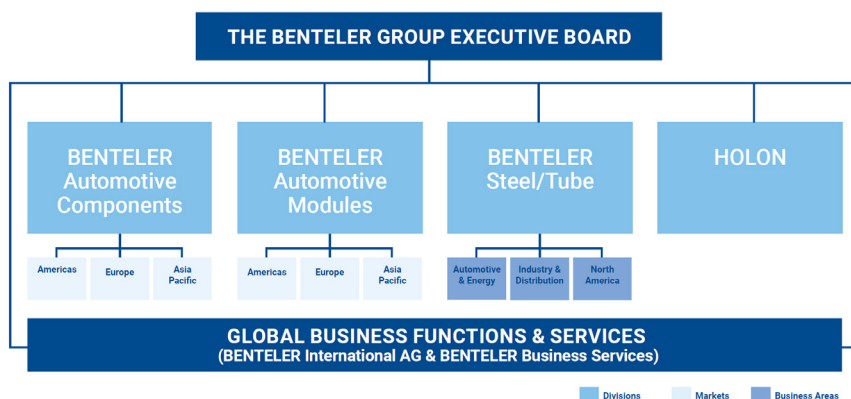 THE BENTELER GROUP EXECUTIVE BOARD
BENTELER
Automotive
Components
BENTELER
Automotive
Modules
BENTELER
Steel/Tube
HOLON
Americas
Europe
Asia
Pacific
Americas
Europe
Asia
Pacific
Automotive
& Energy
Industry &
Distribution
North
America
GLOBAL BUSINESS FUNCTIONS & SERVICES
(BENTELER International AG & BENTELER Business Services)
Divisions
Markets
Business Areas